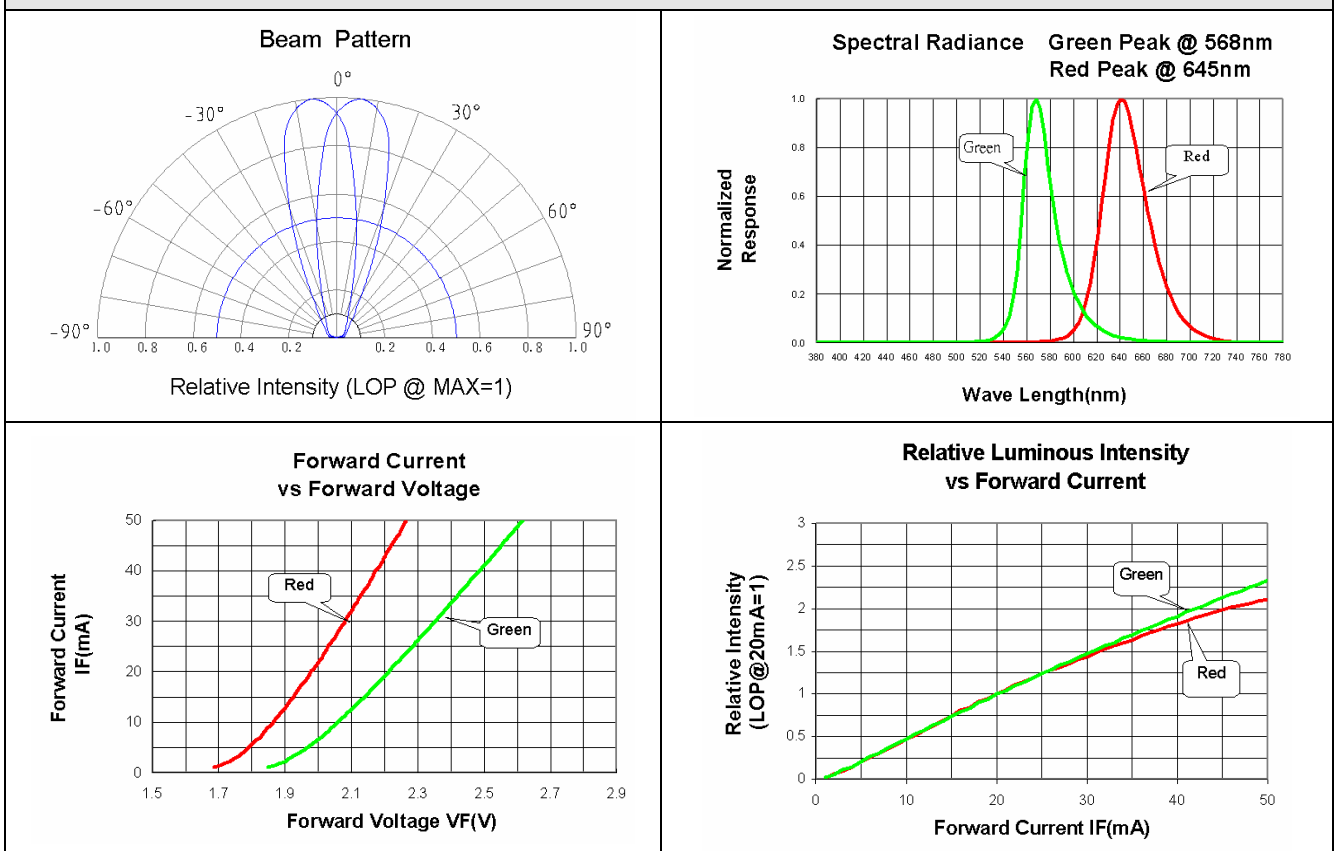 Beam Pattern
0°
-30°
30°
-60°
60°
-90°
90°
1.0 0.8 0.6 0.4 0.2 0.2 0.4 0.6 0.8 1.0
Relative Intensity (LOP @ MAX=1)
Spectral Radiance Green Peak @ 568nm
Red Peak @ 645nm
Normalized
Response
1.0
0.8
0.6
0.4
0.2
0.0
Green
Red
380 400 420 440 460 480 500 520 540 560 580 600 620 640 660 680 700 720 740 760 780
Wave Length(nm)
Forward Current
vs Forward Voltage
Forward Current
IF(mA)
50
40
30
20
10
0
Red
Green
1.5 1.7 1.9 2.1 2.3 2.5 2.7 2.9
Forward Voltage VF(V)
Relative Luminous Intensity
vs Forward Current
Relative Intensity
(LOP@20mA=1)
3
2.5
2
1.5
1
0.5
0
Green
Red
0 10 20 30 40 50
Forward Current IF(mA)